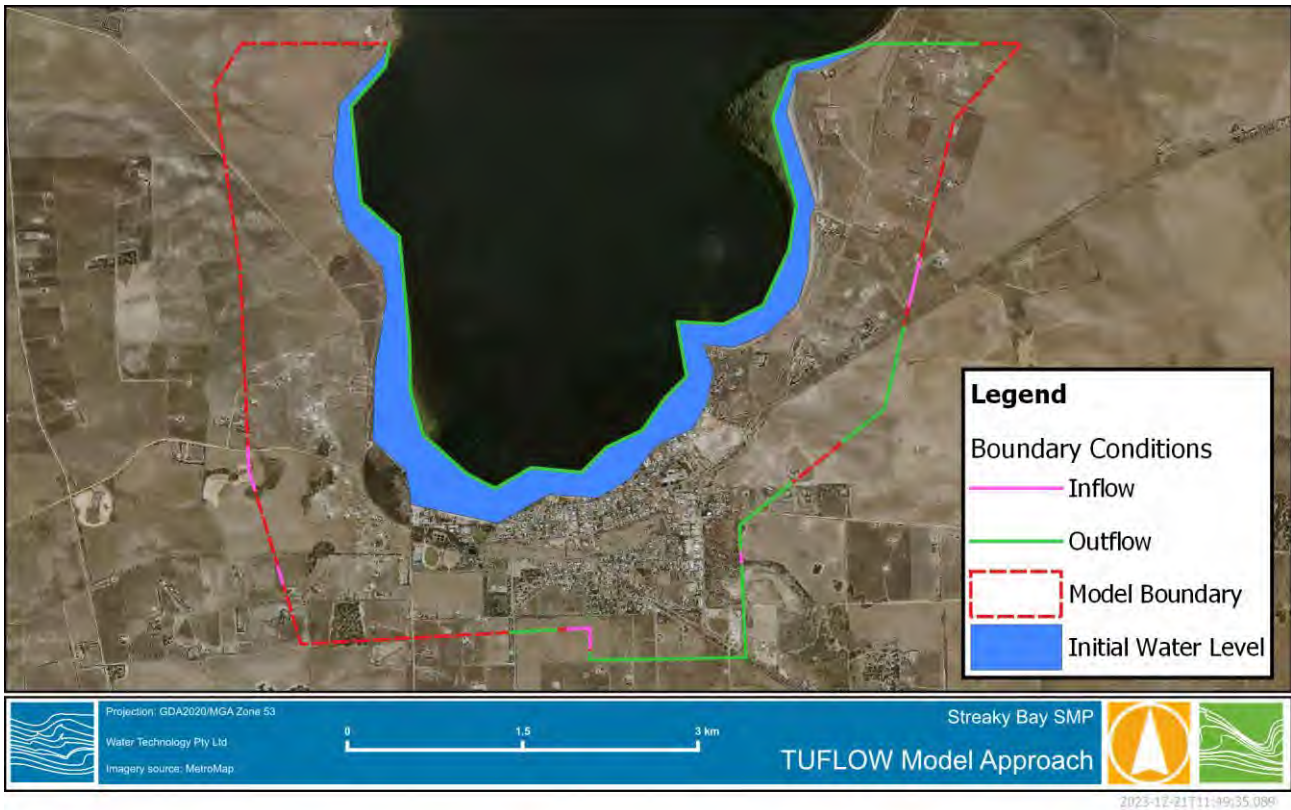 Legend
Boundary Conditions
Inflow
Outflow
Model Boundary
Initial Water Level
Projection: GDA2020/MGA Zone 53
Water Technology Pty Ltd
Imagery source: MetroMap
0 1.5 3 km
Streaky Bay SMP
TUFLOW Model Approach
2023-12-21T11:49:35.089